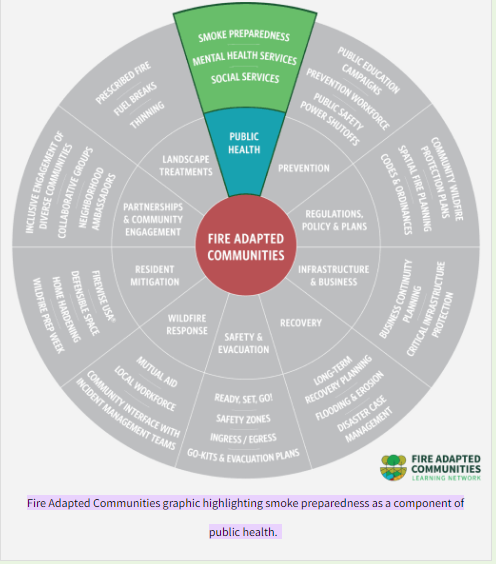 SMOKE PREPAREDNESS
MENTAL HEALTH SERVICES
SOCIAL SERVICES
PUBLIC
HEALTH
PUBLIC EDUCATION
CAMPAIGNS
PREVENTION WORKFORCE
PUBLIC SAFETY
POWER SHUTOFFS
PREVENTION
COMMUNITY WILDFIRE
PROTECTION PLANS
SPATIAL FIRE PLANNING
CODES & ORDINANCES
REGULATIONS,
POLICY & PLANS
BUSINESS CONTINUITY
PLANNING
CRITICAL INFRASTRUCTURE
PROTECTION
INFRASTRUCTURE
& BUSINESS
LONG-TERM
RECOVERY PLANNING
FLOODING & EROSION
DISASTER CASE
MANAGEMENT
RECOVERY
SAFETY &
EVACUATION
READY, SET, GO!
SAFETY ZONES
INGRESS / EGRESS
GO-KITS & EVACUATION PLANS
WILDFIRE
RESPONSE
MUTUAL AID
LOCAL WORKFORCE
COMMUNITY INTERFACE WITH
INCIDENT MANAGEMENT TEAMS
RESIDENT
MITIGATION
FIREWISE USA®
DEFENSIBLE SPACE
HOME HARDENING
WILDFIRE PREP WEEK
PARTNERSHIPS
& COMMUNITY
ENGAGEMENT
INCLUSIVE ENGAGEMENT OF
DIVERSE COMMUNITIES
COLLABORATIVE GROUPS
NEIGHBORHOOD
AMBASSADORS
LANDSCAPE
TREATMENTS
PRESCRIBED FIRE
FUEL BREAKS
THINNING
FIRE ADAPTED
COMMUNITIES
FIRE ADAPTED
COMMUNITIES
LEARNING NETWORK
Fire Adapted Communities graphic highlighting smoke preparedness as a component of
public health.